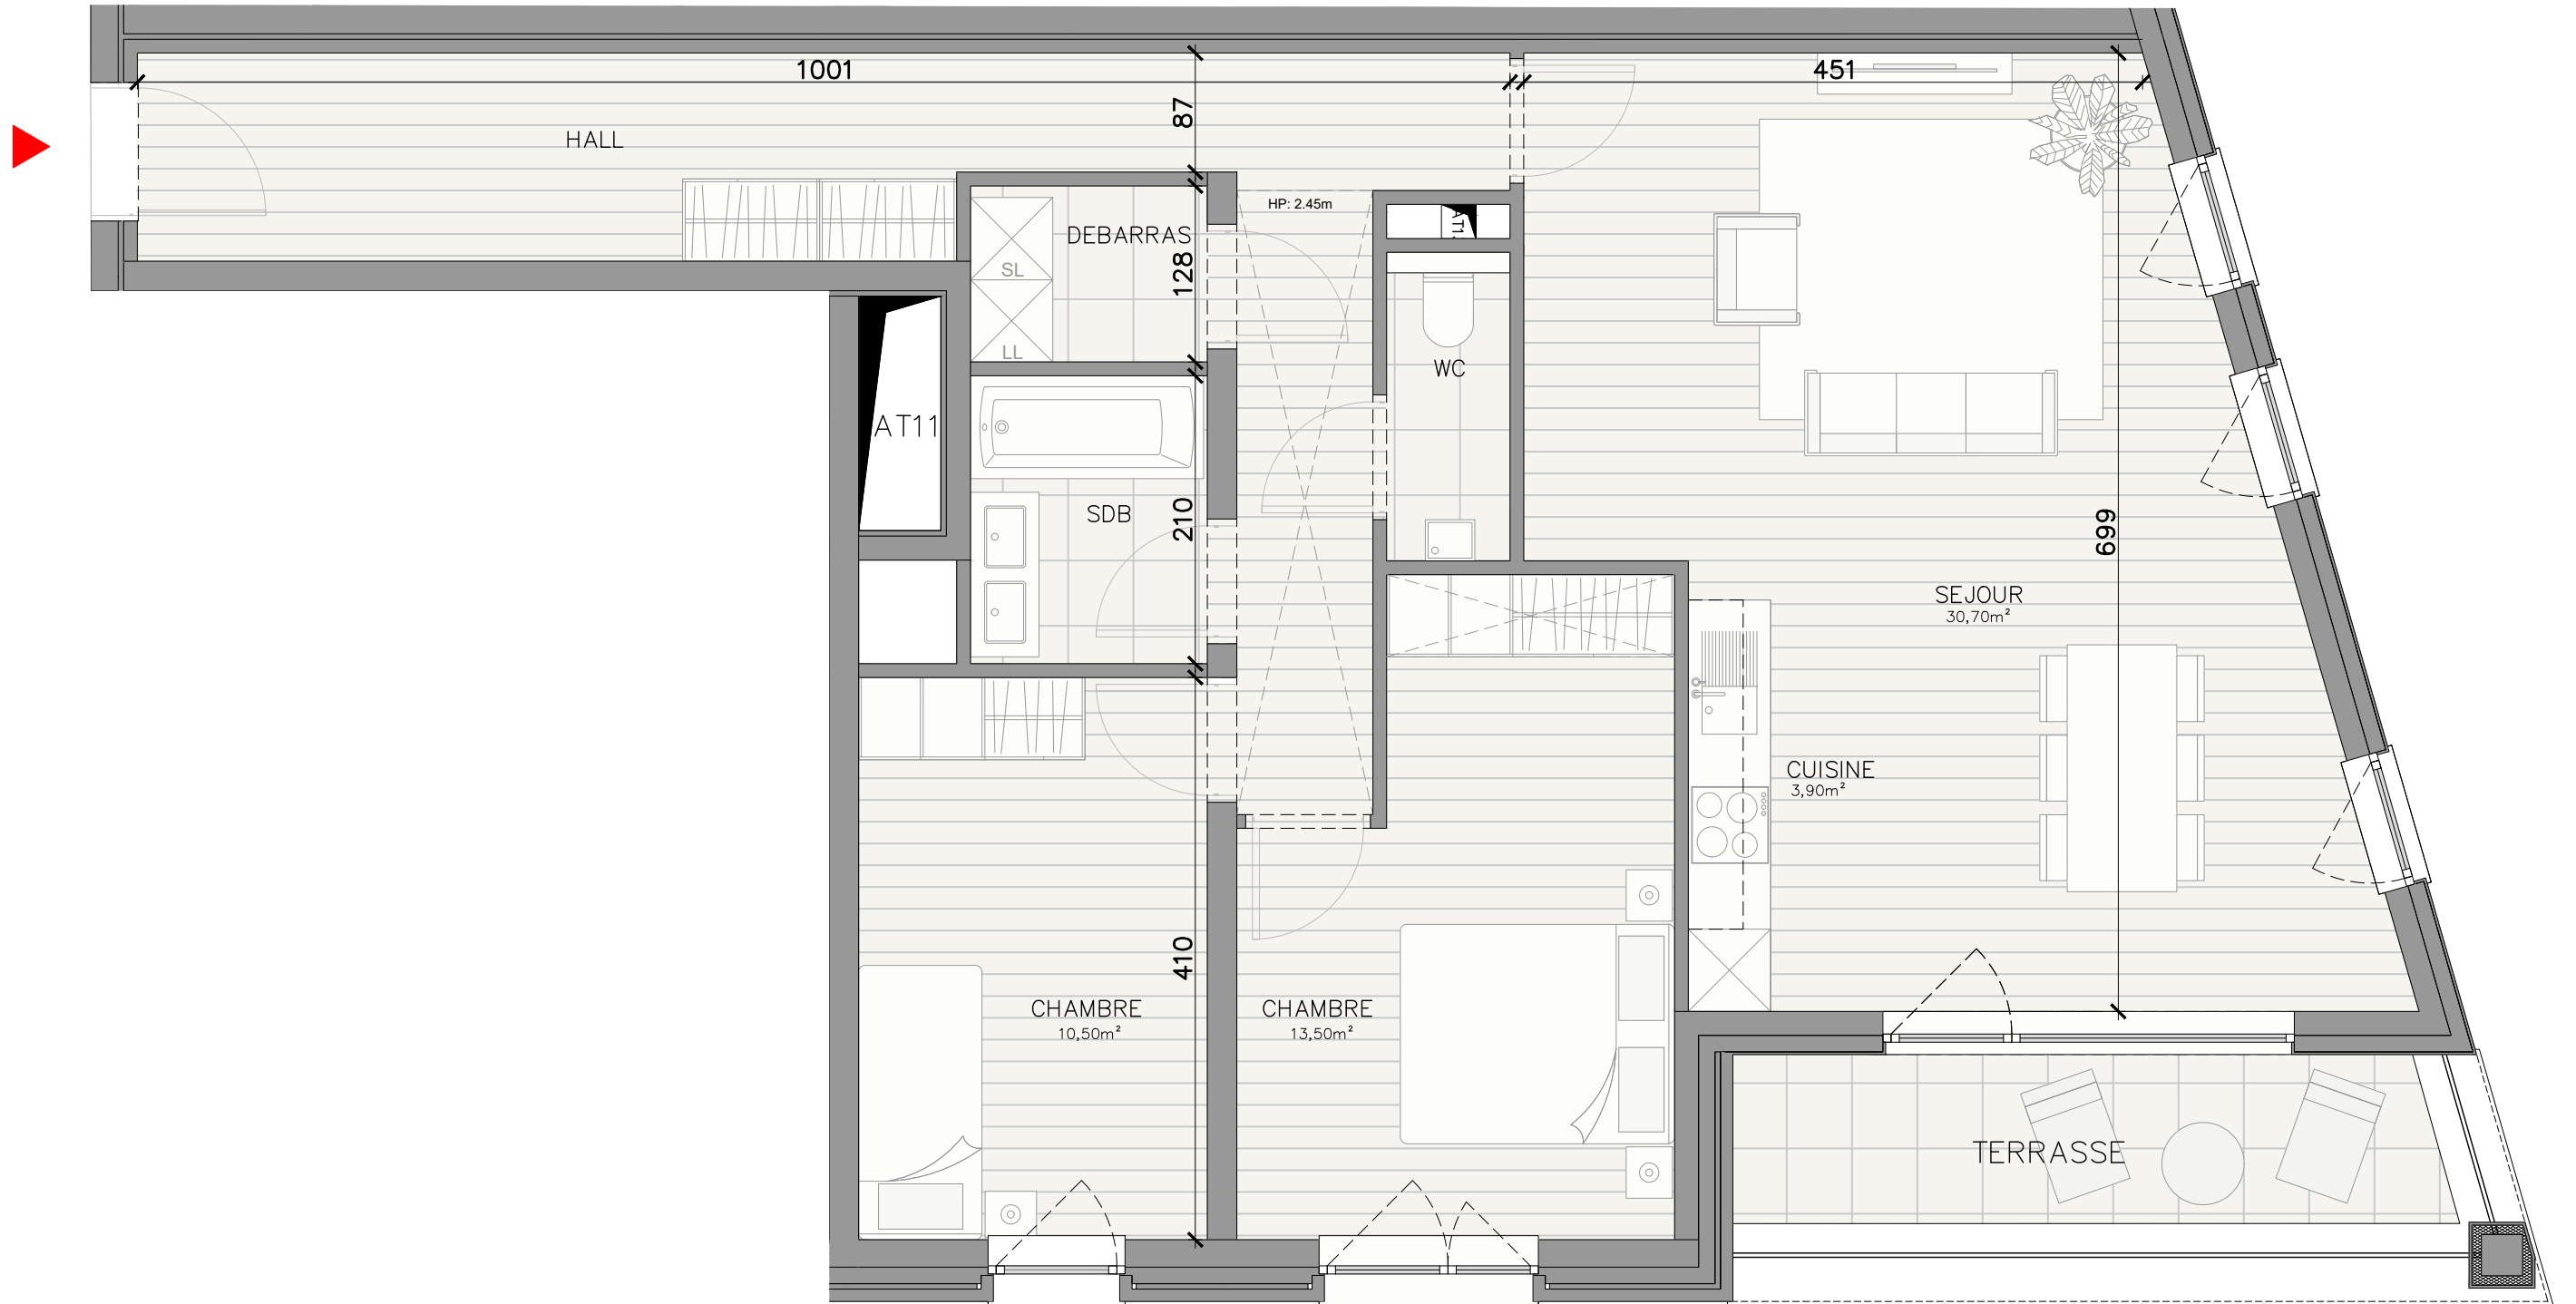 1001
451
87
HALL
HP: 2.45m
DEBARRAS
128
SL
LL
WC
AT11
SDB
210
699
SEJOUR
30,70m²
CUISINE
3,90m²
410
CHAMBRE
10,50m²
CHAMBRE
13,50m²
TERRASSE